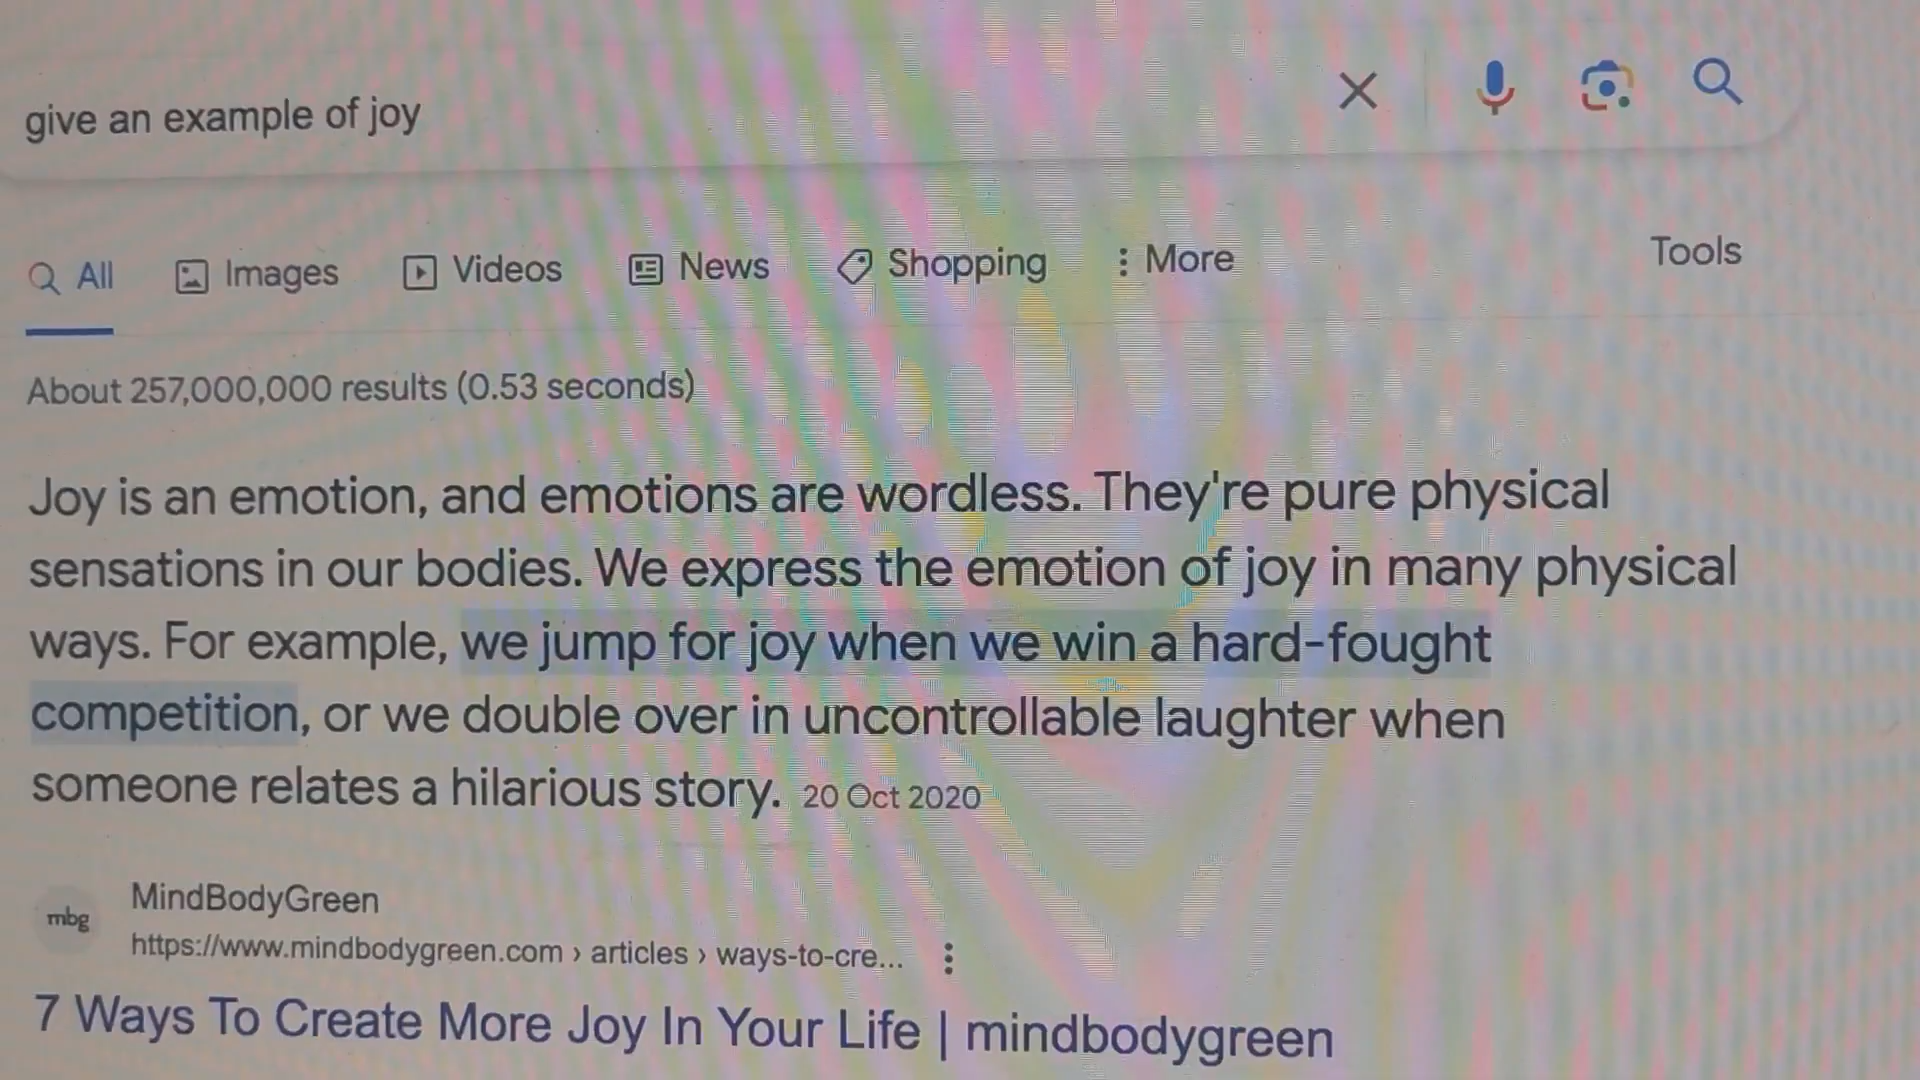 give an example of joy
All Images Videos News Shopping More Tools
About 257,000,000 results (0.53 seconds)
Joy is an emotion, and emotions are wordless. They're pure physical
sensations in our bodies. We express the emotion of joy in many physical
ways. For example, we jump for joy when we win a hard-fought
competition, or we double over in uncontrollable laughter when
someone relates a hilarious story. 20 Oct 2020
mbg
MindBodyGreen
https://www.mindbodygreen.com › articles › ways-to-cre...
7 Ways To Create More Joy In Your Life | mindbodygreen